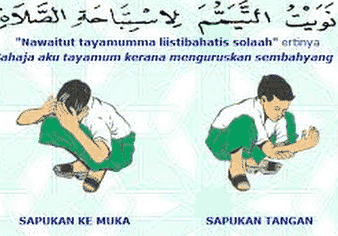 نَوَيْتُ التَّيَمُّمَ لِاسْتِبَاحَةِ الصَّلَاةِ
"Nawaitut tayamumma liistibahatis solaah" ertinya
ahaja aku tayamum kerana menguruskan sembahyang
SAPUKAN KE MUKA
SAPUKAN TANGAN